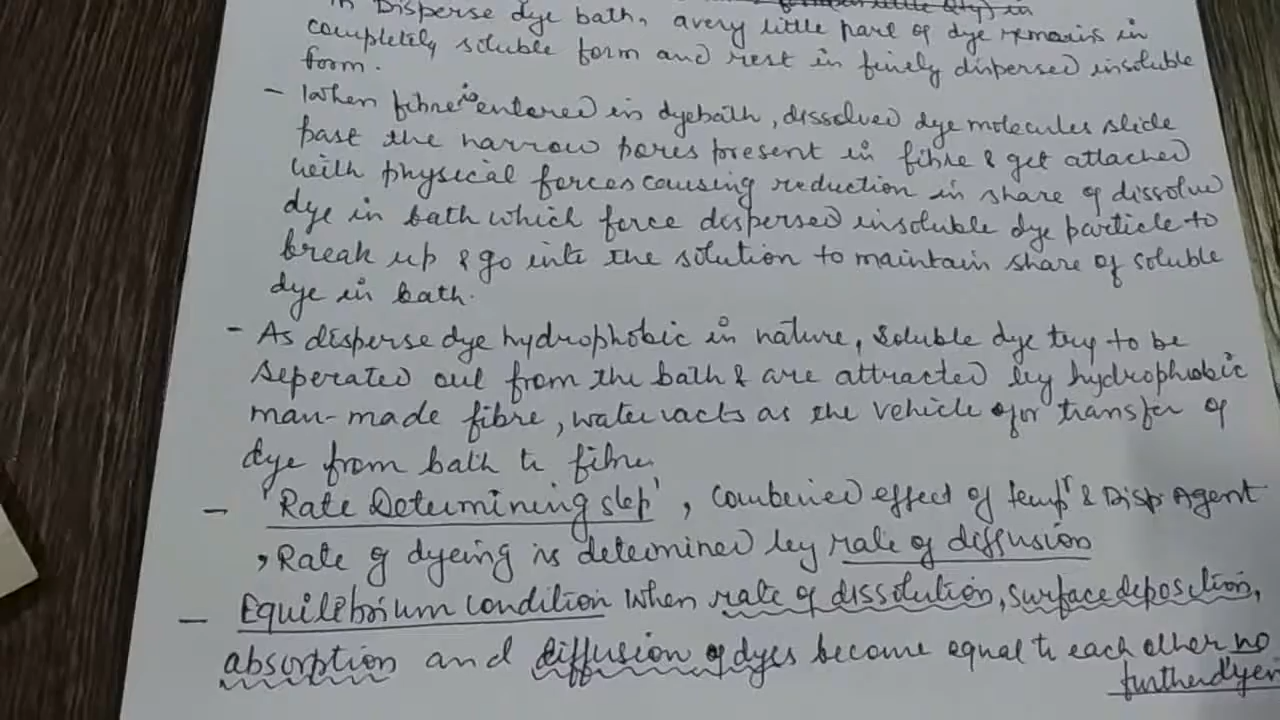 in Disperse dye bath, avery little part of dye remains in
completely soluble form and rest in finely dispersed insoluble
form.
- When fibre is entered in dyebath, dissolved dye molecules slide
past the narrow pores present in fibre & get attached
with physical forces causing reduction in share of dissolved
dye in bath which force dispersed insoluble dye particle to
break up & go into the solution to maintain share of soluble
dye in bath.
- As disperse dye hydrophobic in nature, soluble dye try to be
seperated out from the bath & are attracted by hydrophobic
man-made fibre, water acts as the vehicle for transfer of
dye from bath to fibre.
- 'Rate Determining step', Combined effect of tempr & Disp Agent
, Rate of dyeing is determined by rate of diffusion
- Equilibrium condition when rate of dissolution, surface deposition,
absorption and diffusion of dyes become equal to each other no
further dyein